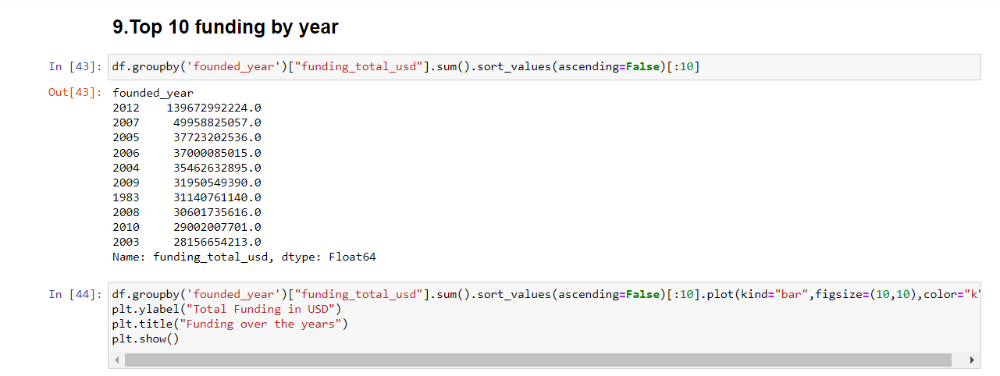 9.Top 10 funding by year
In [43]: df.groupby('founded_year')["funding_total_usd"].sum().sort_values(ascending=False)[:10]
Out[43]: founded_year
2012    139672992224.0
2007     49958825057.0
2005     37723202536.0
2006     37000085015.0
2004     35462632895.0
2009     31950549390.0
1983     31140761140.0
2008     30601735616.0
2010     29002007701.0
2003     28156654213.0
Name: funding_total_usd, dtype: Float64
In [44]: df.groupby('founded_year')["funding_total_usd"].sum().sort_values(ascending=False)[:10].plot(kind="bar",figsize=(10,10),color="k"
plt.ylabel("Total Funding in USD")
plt.title("Funding over the years")
plt.show()